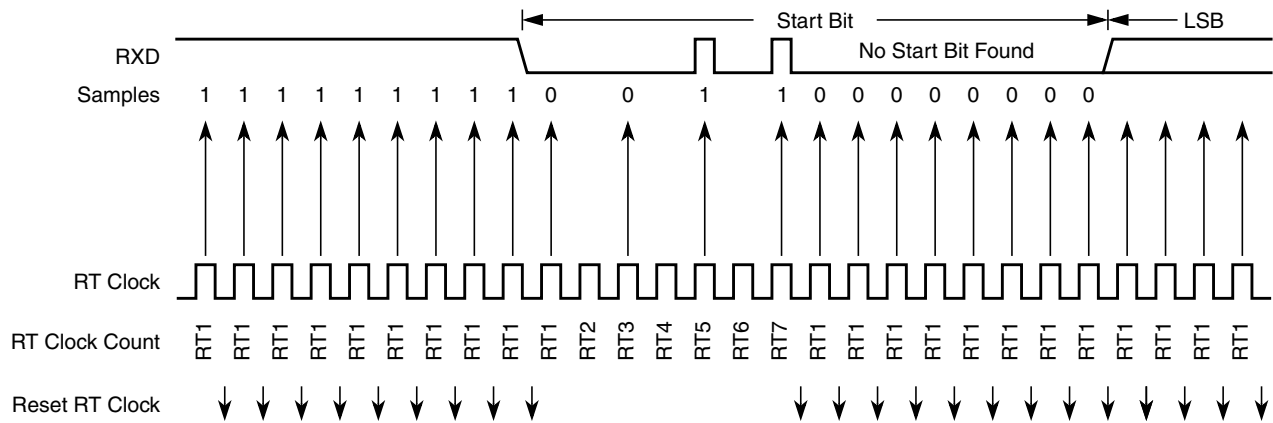 Start Bit LSB
RXD No Start Bit Found
Samples 1 1 1 1 1 1 1 1 1 0 0 1 1 0 0 0 0 0 0 0 0
RT Clock
RT Clock Count RT1 RT1 RT1 RT1 RT1 RT1 RT1 RT1 RT1 RT1 RT2 RT3 RT4 RT5 RT6 RT7 RT1 RT1 RT1 RT1 RT1 RT1 RT1 RT1 RT1 RT1 RT1 RT1
Reset RT Clock